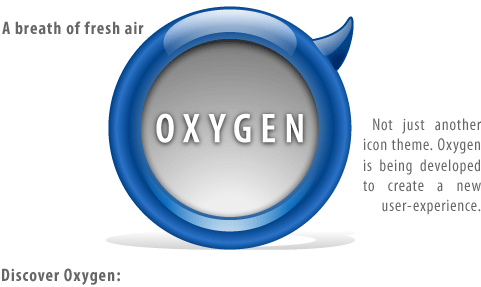 A breath of fresh air
OXYGEN
Not just another
icon theme. Oxygen
is being developed
to create a new
user-experience.
Discover Oxygen: